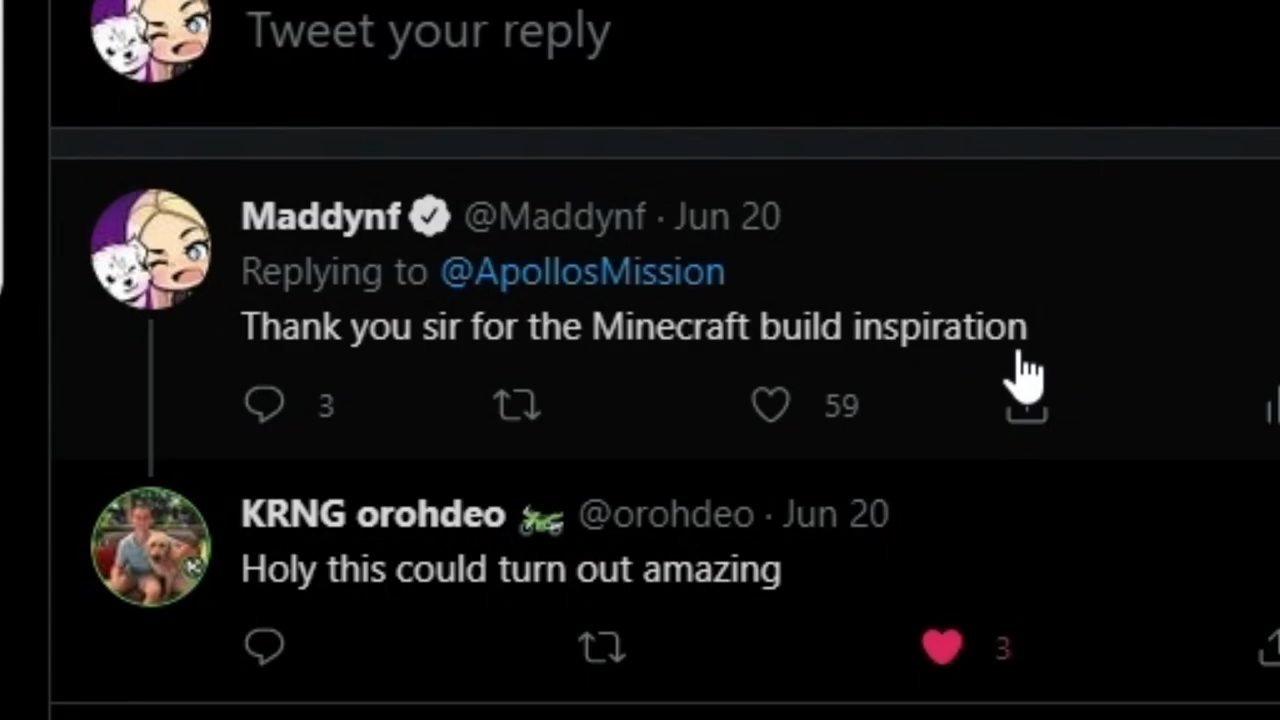 Tweet your reply
Maddynf @Maddynf · Jun 20
Replying to @ApollosMission
Thank you sir for the Minecraft build inspiration
3 59
KRNG orohdeo @orohdeo · Jun 20
Holy this could turn out amazing
3